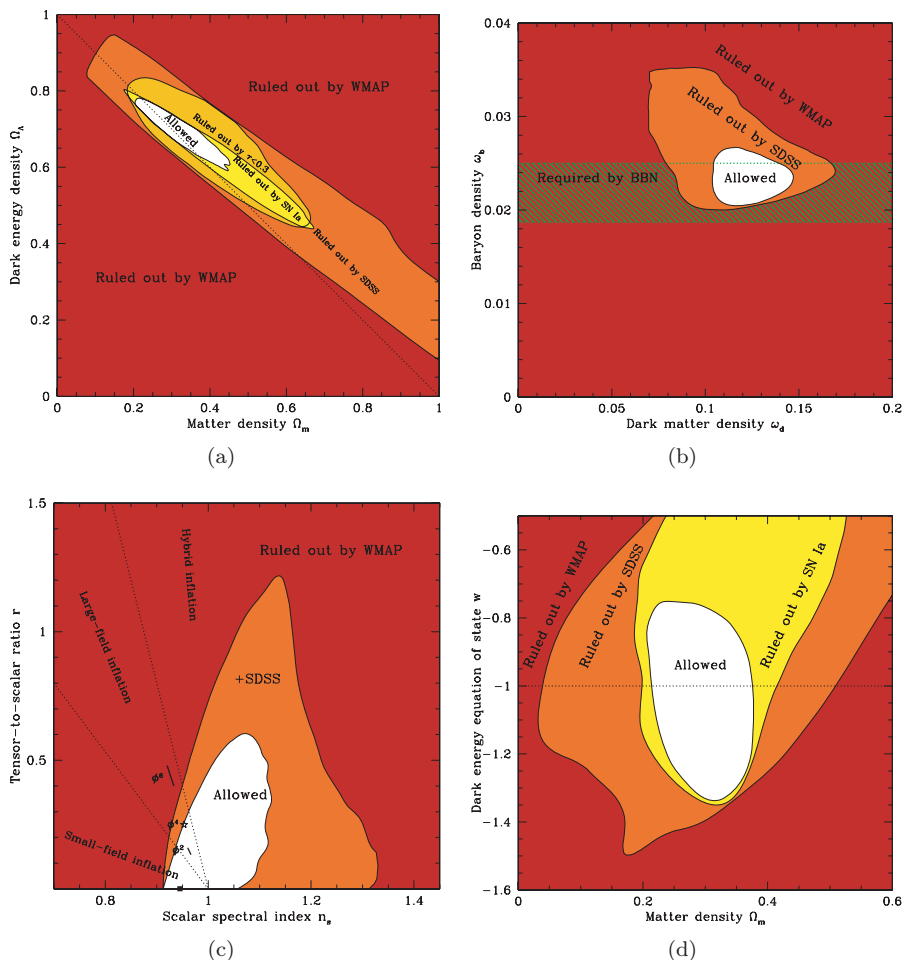 1
0.8
0.6
0.4
0.2
0
Dark energy density Ω_Λ
Ruled out by WMAP
Ruled out by τ<0.3
Allowed
Ruled out by SN Ia
Ruled out by SDSS
Ruled out by WMAP
0 0.2 0.4 0.6 0.8 1
Matter density Ω_m
(a)
0.04
0.03
0.02
0.01
0
Baryon density ω_b
Ruled out by WMAP
Ruled out by SDSS
Required by BBN
Allowed
0 0.05 0.1 0.15 0.2
Dark matter density ω_d
(b)
1.5
1
0.5
Tensor-to-scalar ratio r
Hybrid inflation
Ruled out by WMAP
Large-field inflation
+SDSS
Allowed
ϕ⁶
ϕ⁴
ϕ²
Small-field inflation
0.8 1 1.2 1.4
Scalar spectral index n_s
(c)
-0.6
-0.8
-1
-1.2
-1.4
-1.6
Dark energy equation of state w
Ruled out by WMAP
Ruled out by SDSS
Ruled out by SN Ia
Allowed
0 0.2 0.4 0.6
Matter density Ω_m
(d)